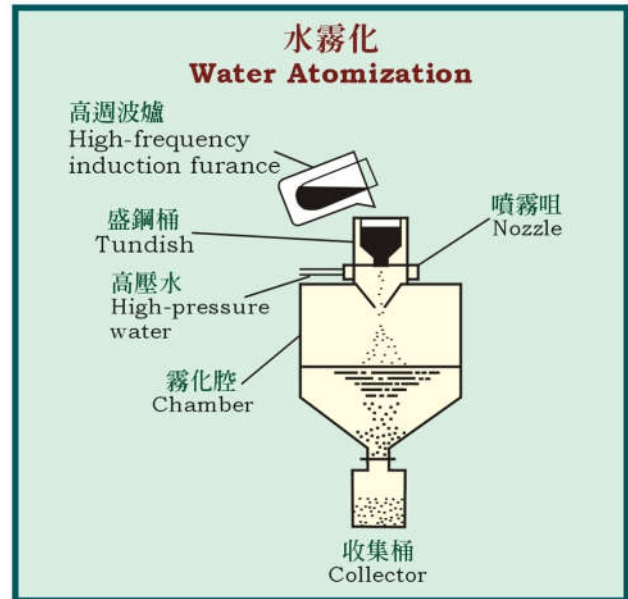 水霧化
Water Atomization
高週波爐
High-frequency
induction furance
盛鋼桶
Tundish
噴霧咀
Nozzle
高壓水
High-pressure
water
霧化腔
Chamber
收集桶
Collector